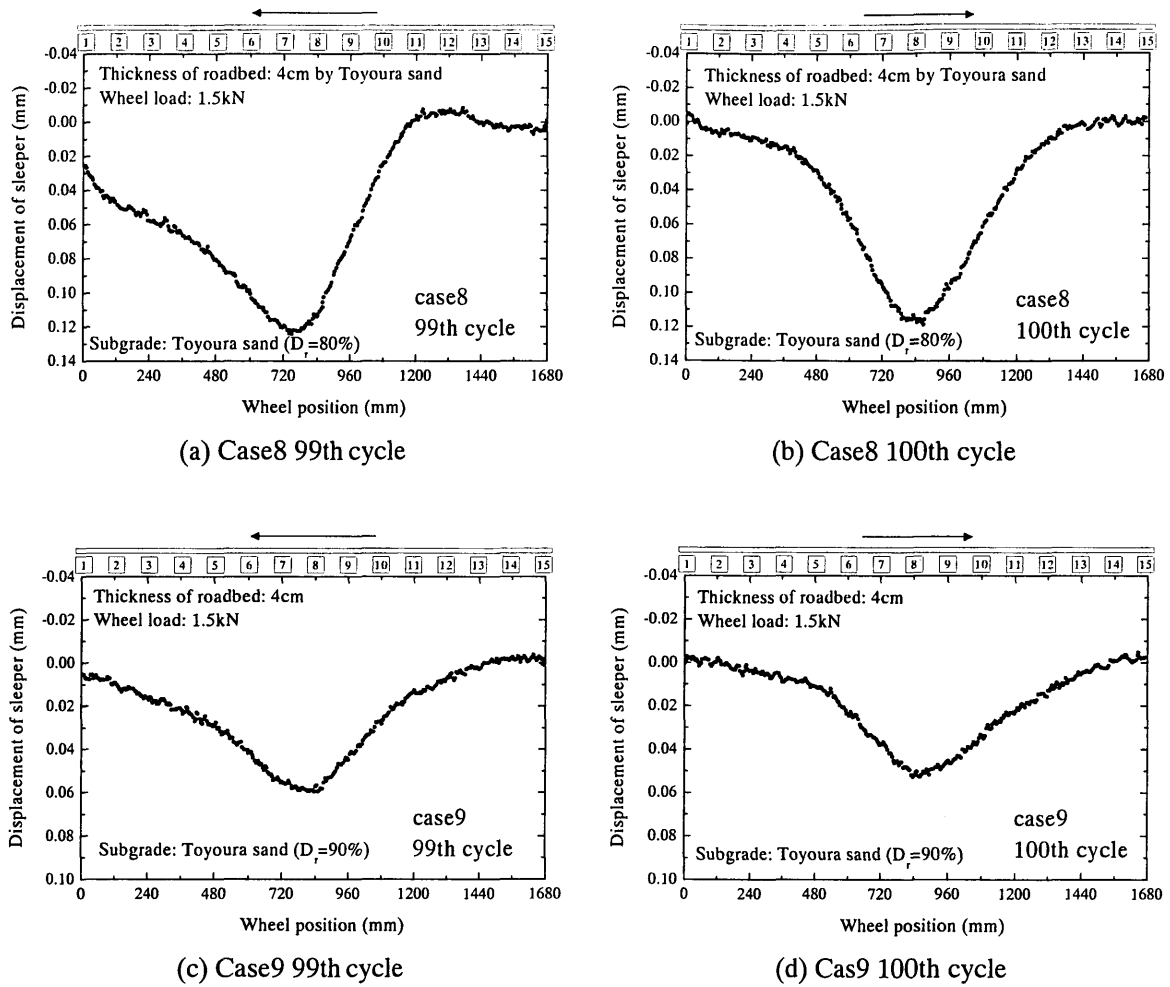 1 2 3 4 5 6 7 8 9 10 11 12 13 14 15
-0.04
0.00
0.02
0.04
0.06
0.08
0.10
0.12
0.14
Displacement of sleeper (mm)
Thickness of roadbed: 4cm by Toyoura sand
Wheel load: 1.5kN
case8
99th cycle
Subgrade: Toyoura sand (Dr=80%)
0 240 480 720 960 1200 1440 1680
Wheel position (mm)
(a) Case8 99th cycle
1 2 3 4 5 6 7 8 9 10 11 12 13 14 15
-0.04
0.00
0.02
0.04
0.06
0.08
0.10
0.12
0.14
Displacement of sleeper (mm)
Thickness of roadbed: 4cm by Toyoura sand
Wheel load: 1.5kN
case8
100th cycle
Subgrade: Toyoura sand (Dr=80%)
0 240 480 720 960 1200 1440 1680
Wheel position (mm)
(b) Case8 100th cycle
1 2 3 4 5 6 7 8 9 10 11 12 13 14 15
-0.04
0.00
0.02
0.04
0.06
0.08
0.10
Displacement of sleeper (mm)
Thickness of roadbed: 4cm
Wheel load: 1.5kN
case9
99th cycle
Subgrade: Toyoura sand (Dr=90%)
0 240 480 720 960 1200 1440 1680
Wheel position (mm)
(c) Case9 99th cycle
1 2 3 4 5 6 7 8 9 10 11 12 13 14 15
-0.04
0.00
0.02
0.04
0.06
0.08
0.10
Displacement of sleeper (mm)
Thickness of roadbed: 4cm
Wheel load: 1.5kN
case9
100th cycle
Subgrade: Toyoura sand (Dr=90%)
0 240 480 720 960 1200 1440 1680
Wheel position (mm)
(d) Cas9 100th cycle